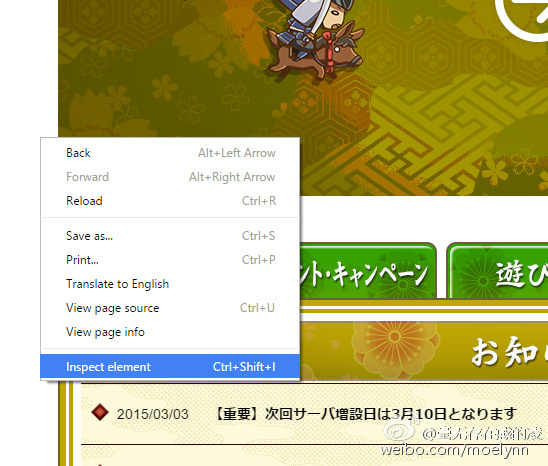 Back Alt+Left Arrow
Forward Alt+Right Arrow
Reload Ctrl+R
Save as... Ctrl+S
Print... Ctrl+P
Translate to English
View page source Ctrl+U
View page info
Inspect element Ctrl+Shift+I
ント・キャンペーン
遊び
お知
2015/03/03 【重要】次回サーバ増設日は3月10日となります
weibo.com/moelynn